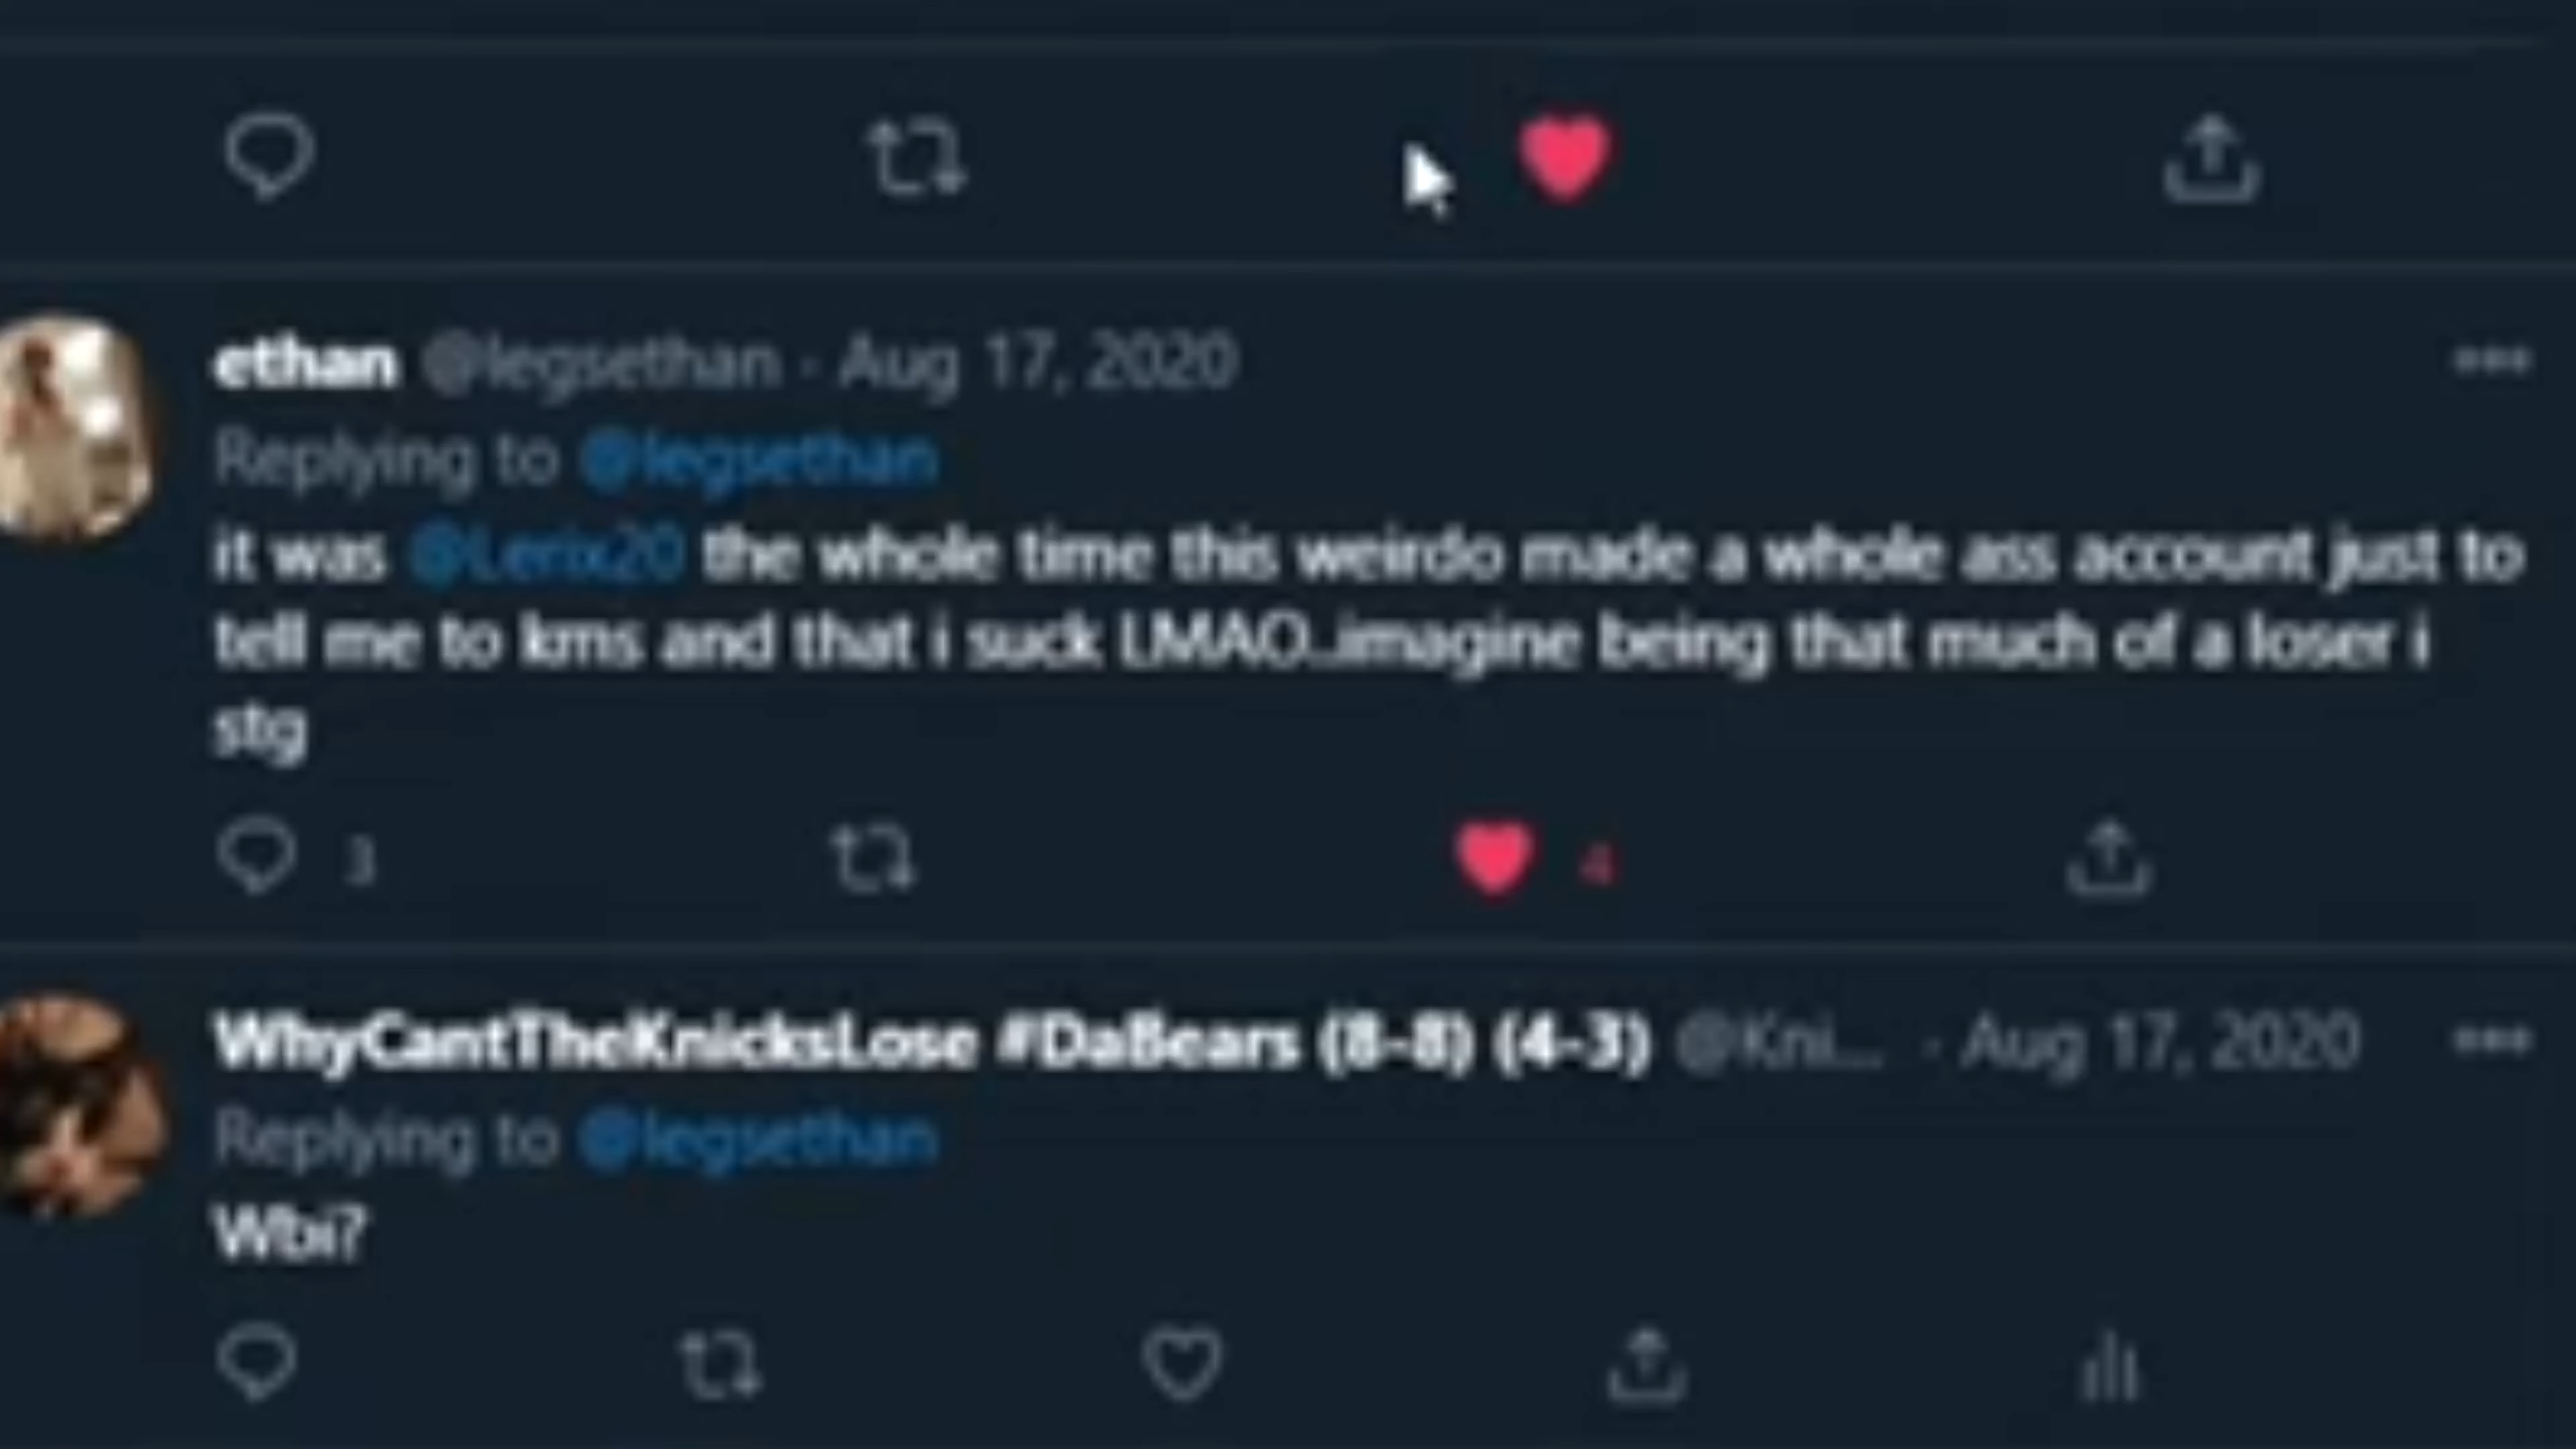 ethan @legsethan · Aug 17, 2020
Replying to @legsethan
it was @Lerix20 the whole time this weirdo made a whole ass account just to
tell me to kms and that i suck LMAO..imagine being that much of a loser i
stg
3 4
WhyCantTheKnicksLose #DaBears (8-8) (4-3) @Kni... · Aug 17, 2020
Replying to @legsethan
Wbi?